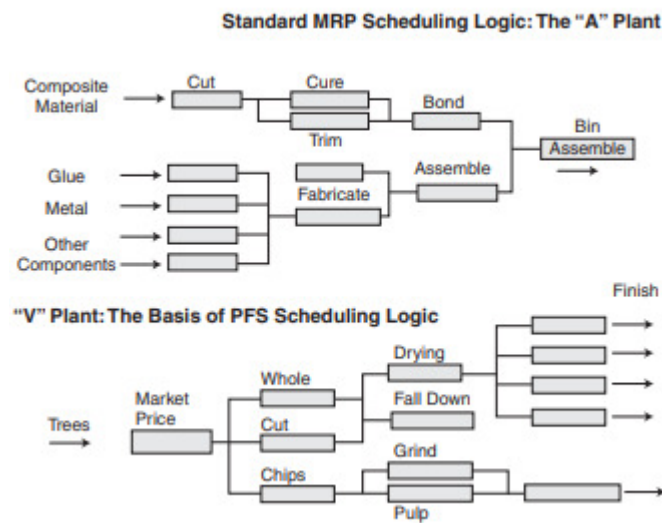 Standard MRP Scheduling Logic: The “A” Plant
Composite
Material
Cut
Cure
Trim
Bond
Bin
Assemble
Glue
Metal
Other
Components
Fabricate
Assemble
“V” Plant: The Basis of PFS Scheduling Logic
Finish
Trees
Market
Price
Whole
Cut
Chips
Drying
Fall Down
Grind
Pulp